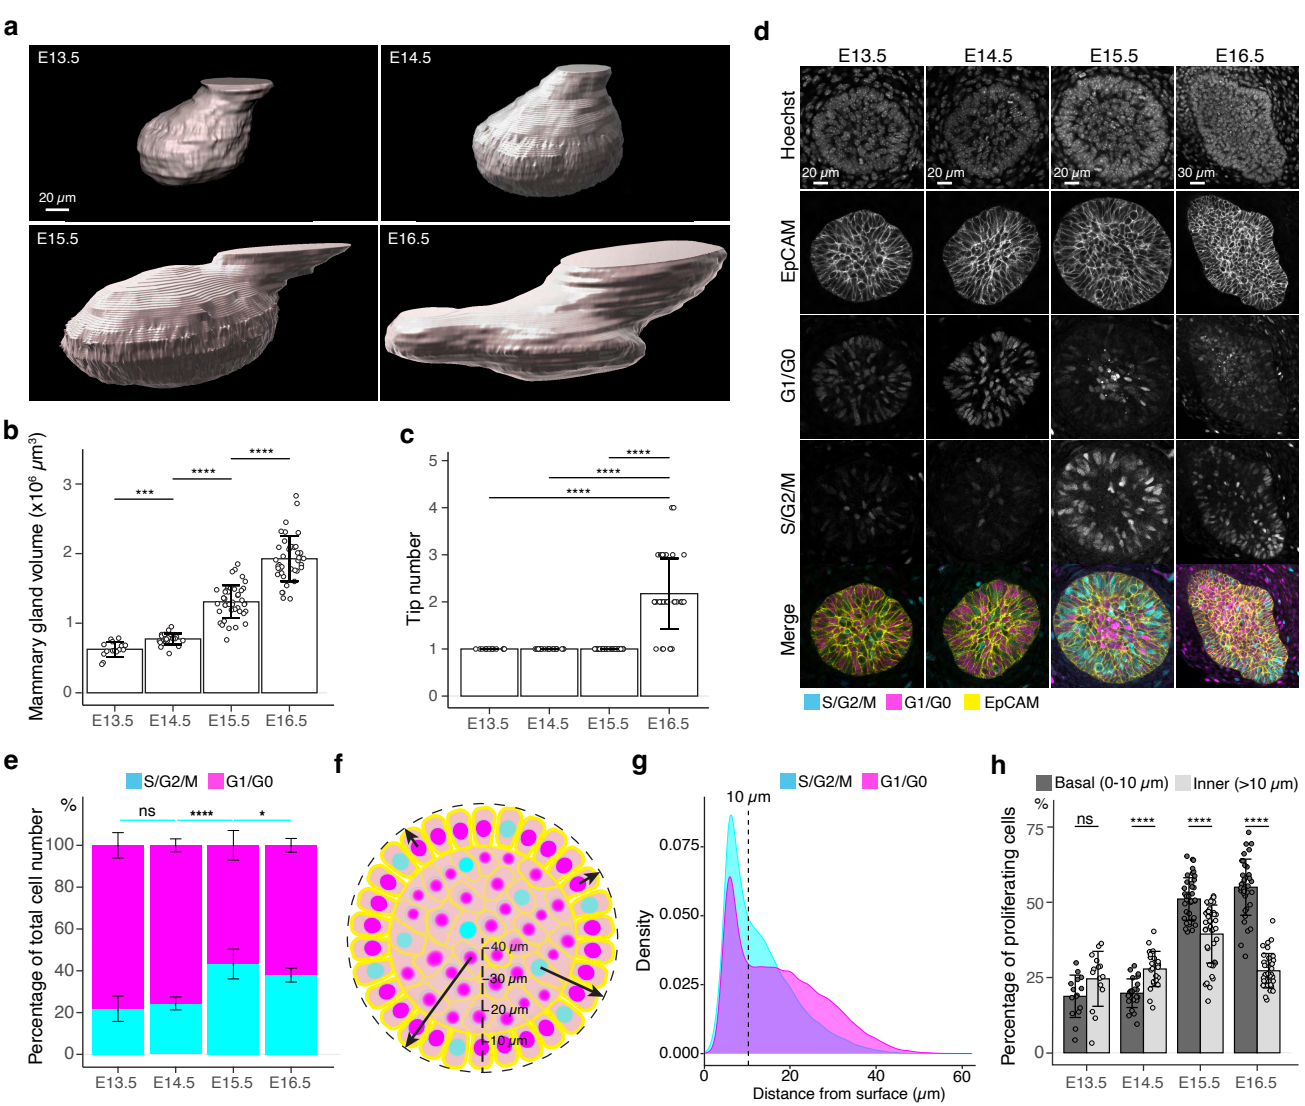 a
E13.5
E14.5
20 µm
E15.5
E16.5
b
Mammary gland volume (x10⁶ µm³)
3
2
1
0
***
****
****
E13.5 E14.5 E15.5 E16.5
c
Tip number
5
4
3
2
1
0
****
****
****
E13.5 E14.5 E15.5 E16.5
d
E13.5 E14.5 E15.5 E16.5
Hoechst
20 µm 20 µm 20 µm 30 µm
EpCAM
G1/G0
S/G2/M
Merge
S/G2/M G1/G0 EpCAM
e
S/G2/M G1/G0
%
Percentage of total cell number
ns **** *
100
80
60
40
20
0
E13.5 E14.5 E15.5 E16.5
f
40 µm
30 µm
20 µm
10 µm
g
S/G2/M G1/G0
10 µm
Density
0.075
0.050
0.025
0.000
0 20 40 60
Distance from surface (µm)
h
Basal (0-10 µm) Inner (>10 µm)
%
Percentage of proliferating cells
ns **** **** ****
75
50
25
0
E13.5 E14.5 E15.5 E16.5